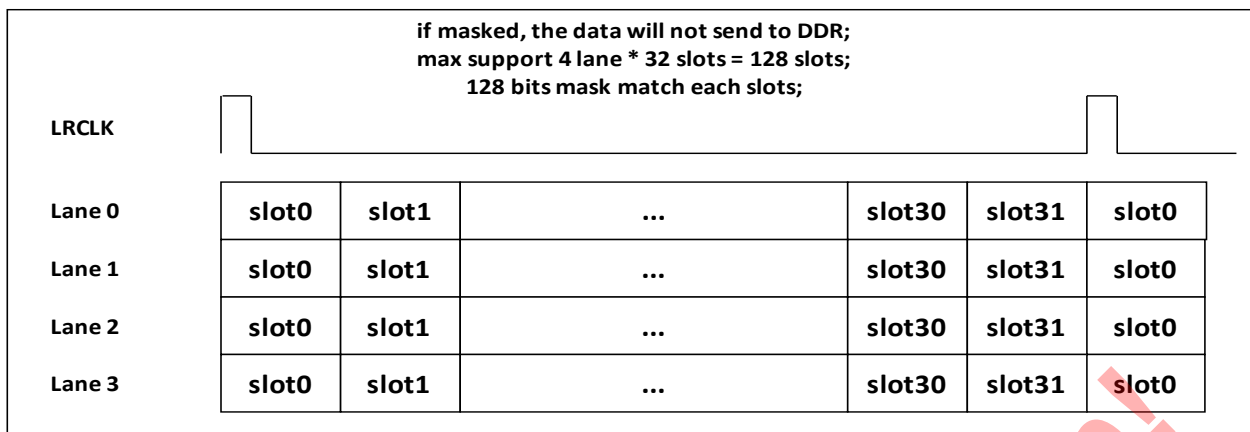 if masked, the data will not send to DDR;
max support 4 lane * 32 slots = 128 slots;
128 bits mask match each slots;
LRCLK
Lane 0 slot0 slot1 ... slot30 slot31 slot0
Lane 1 slot0 slot1 ... slot30 slot31 slot0
Lane 2 slot0 slot1 ... slot30 slot31 slot0
Lane 3 slot0 slot1 ... slot30 slot31 slot0